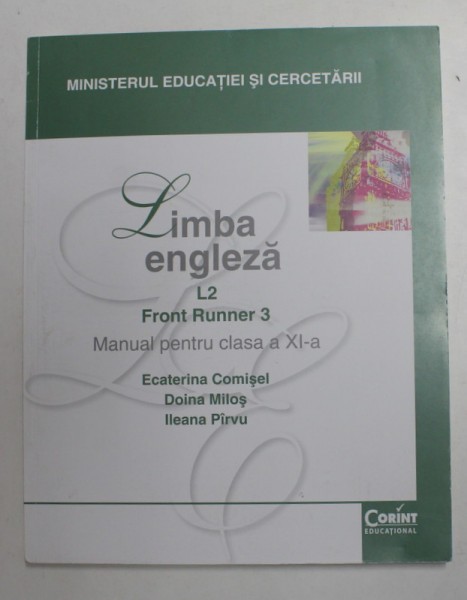 MINISTERUL EDUCAȚIEI ȘI CERCETĂRII
Limba
engleză
L2
Front Runner 3
Manual pentru clasa a XI-a
Ecaterina Comișel
Doina Miloș
Ileana Pîrvu
CORINT
EDUCAȚIONAL